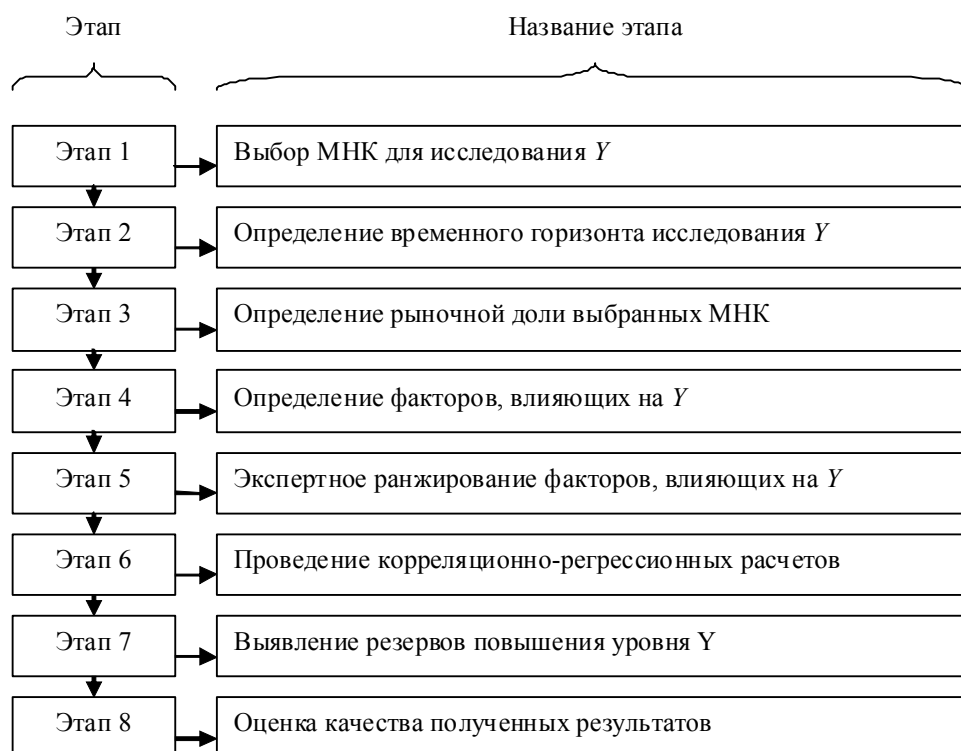 Этап Название этапа
Этап 1 Выбор МНК для исследования Y
Этап 2 Определение временного горизонта исследования Y
Этап 3 Определение рыночной доли выбранных МНК
Этап 4 Определение факторов, влияющих на Y
Этап 5 Экспертное ранжирование факторов, влияющих на Y
Этап 6 Проведение корреляционно-регрессионных расчетов
Этап 7 Выявление резервов повышения уровня Y
Этап 8 Оценка качества полученных результатов